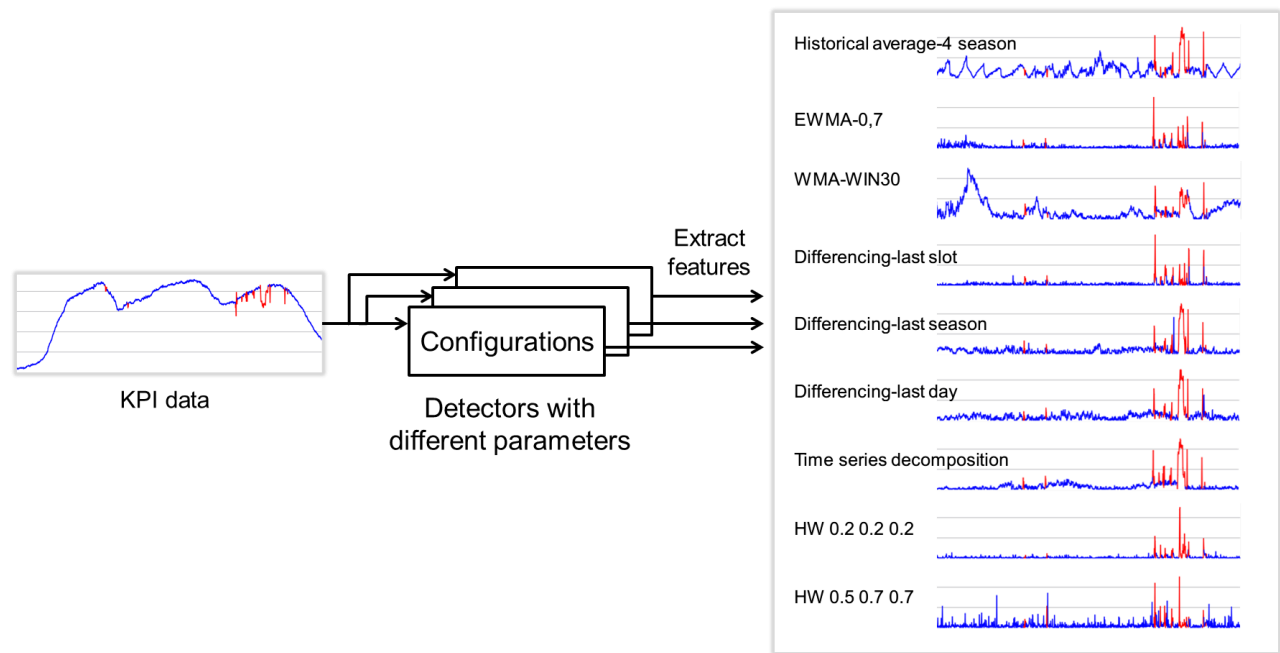 KPI data
Configurations
Detectors with
different parameters
Extract
features
Historical average-4 season
EWMA-0,7
WMA-WIN30
Differencing-last slot
Differencing-last season
Differencing-last day
Time series decomposition
HW 0.2 0.2 0.2
HW 0.5 0.7 0.7